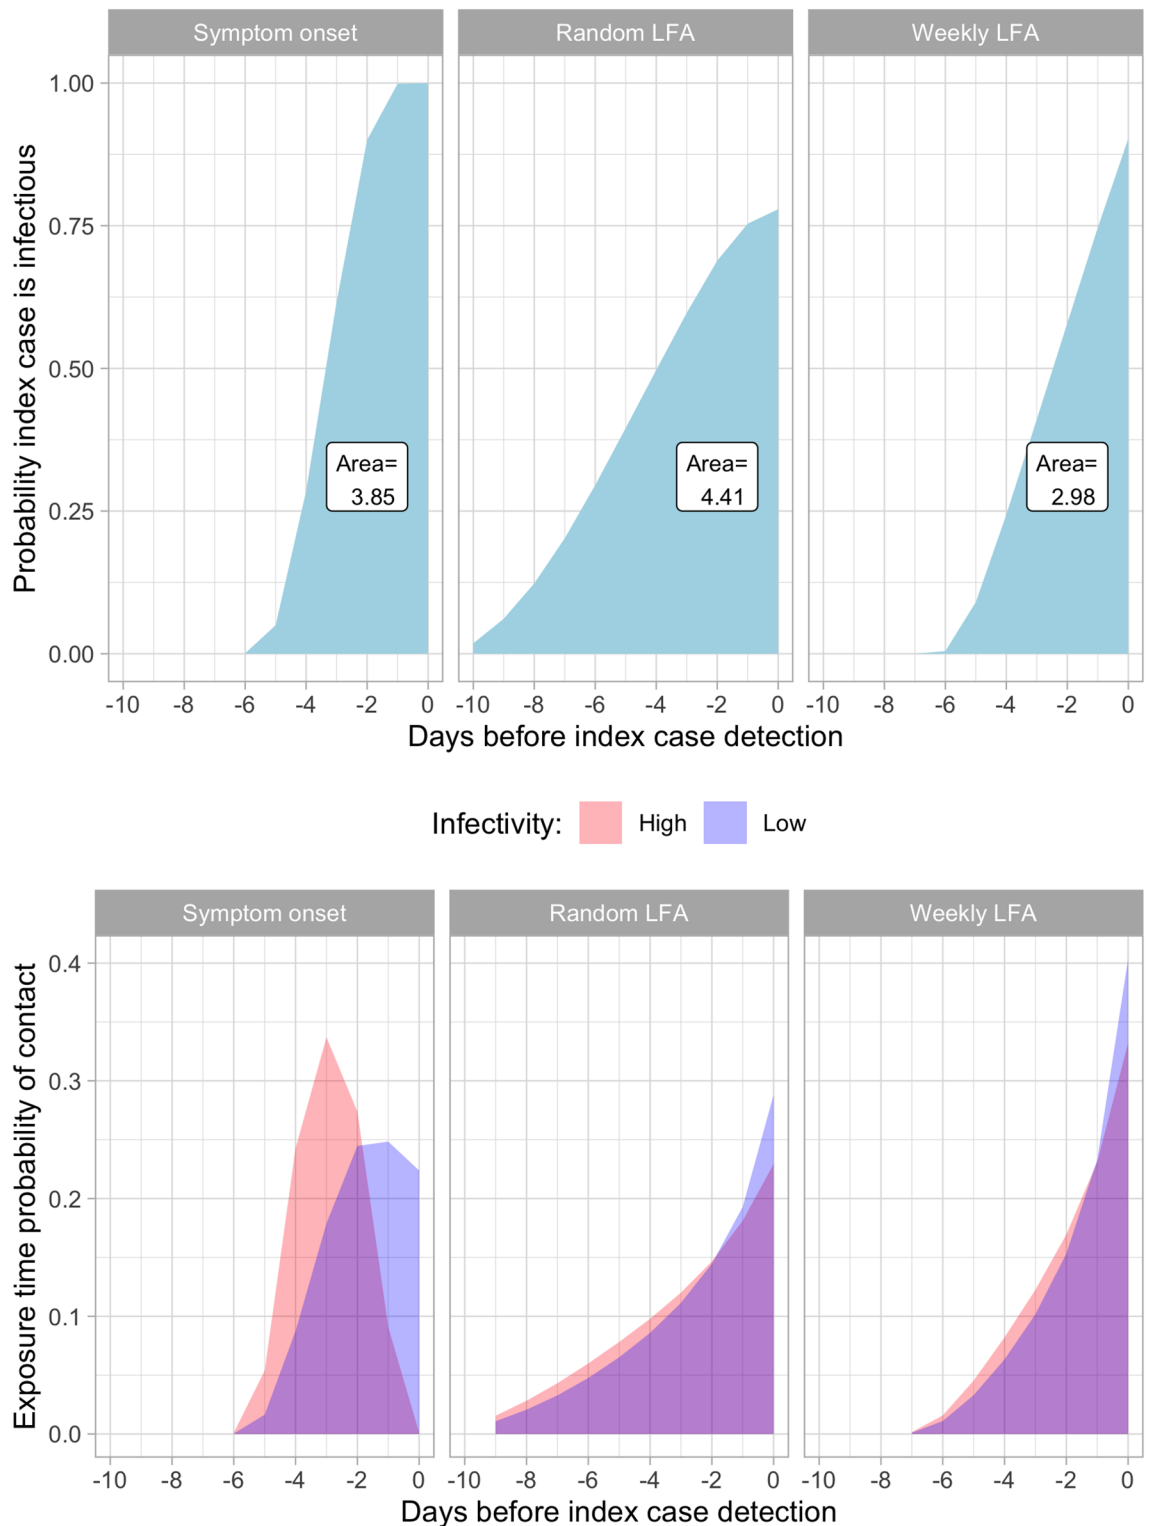 Symptom onset
Random LFA
Weekly LFA
Probability index case is infectious
1.00
0.75
0.50
0.25
0.00
Area=
3.85
Area=
4.41
Area=
2.98
-10 -8 -6 -4 -2 0
-10 -8 -6 -4 -2 0
-10 -8 -6 -4 -2 0
Days before index case detection
Infectivity: High Low
Symptom onset
Random LFA
Weekly LFA
Exposure time probability of contact
0.4
0.3
0.2
0.1
0.0
-10 -8 -6 -4 -2 0
-10 -8 -6 -4 -2 0
-10 -8 -6 -4 -2 0
Days before index case detection